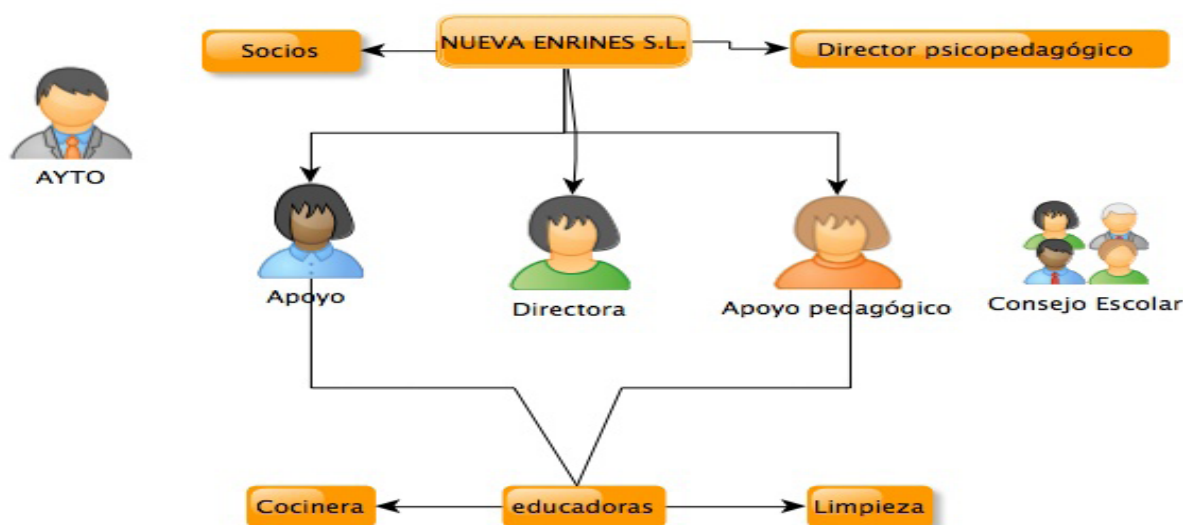 NUEVA ENRINES S.L.
Socios
Director psicopedagógico
AYTO
Apoyo
Directora
Apoyo pedagógico
Consejo Escolar
Cocinera
educadoras
Limpieza